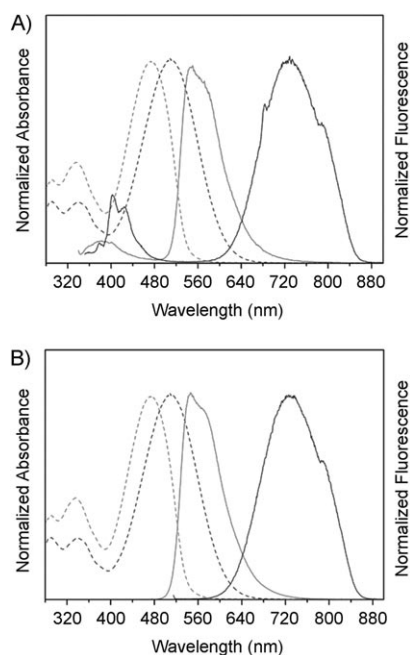 A)
Normalized Absorbance
Normalized Fluorescence
320 400 480 560 640 720 800 880
Wavelength (nm)
B)
Normalized Absorbance
Normalized Fluorescence
320 400 480 560 640 720 800 880
Wavelength (nm)